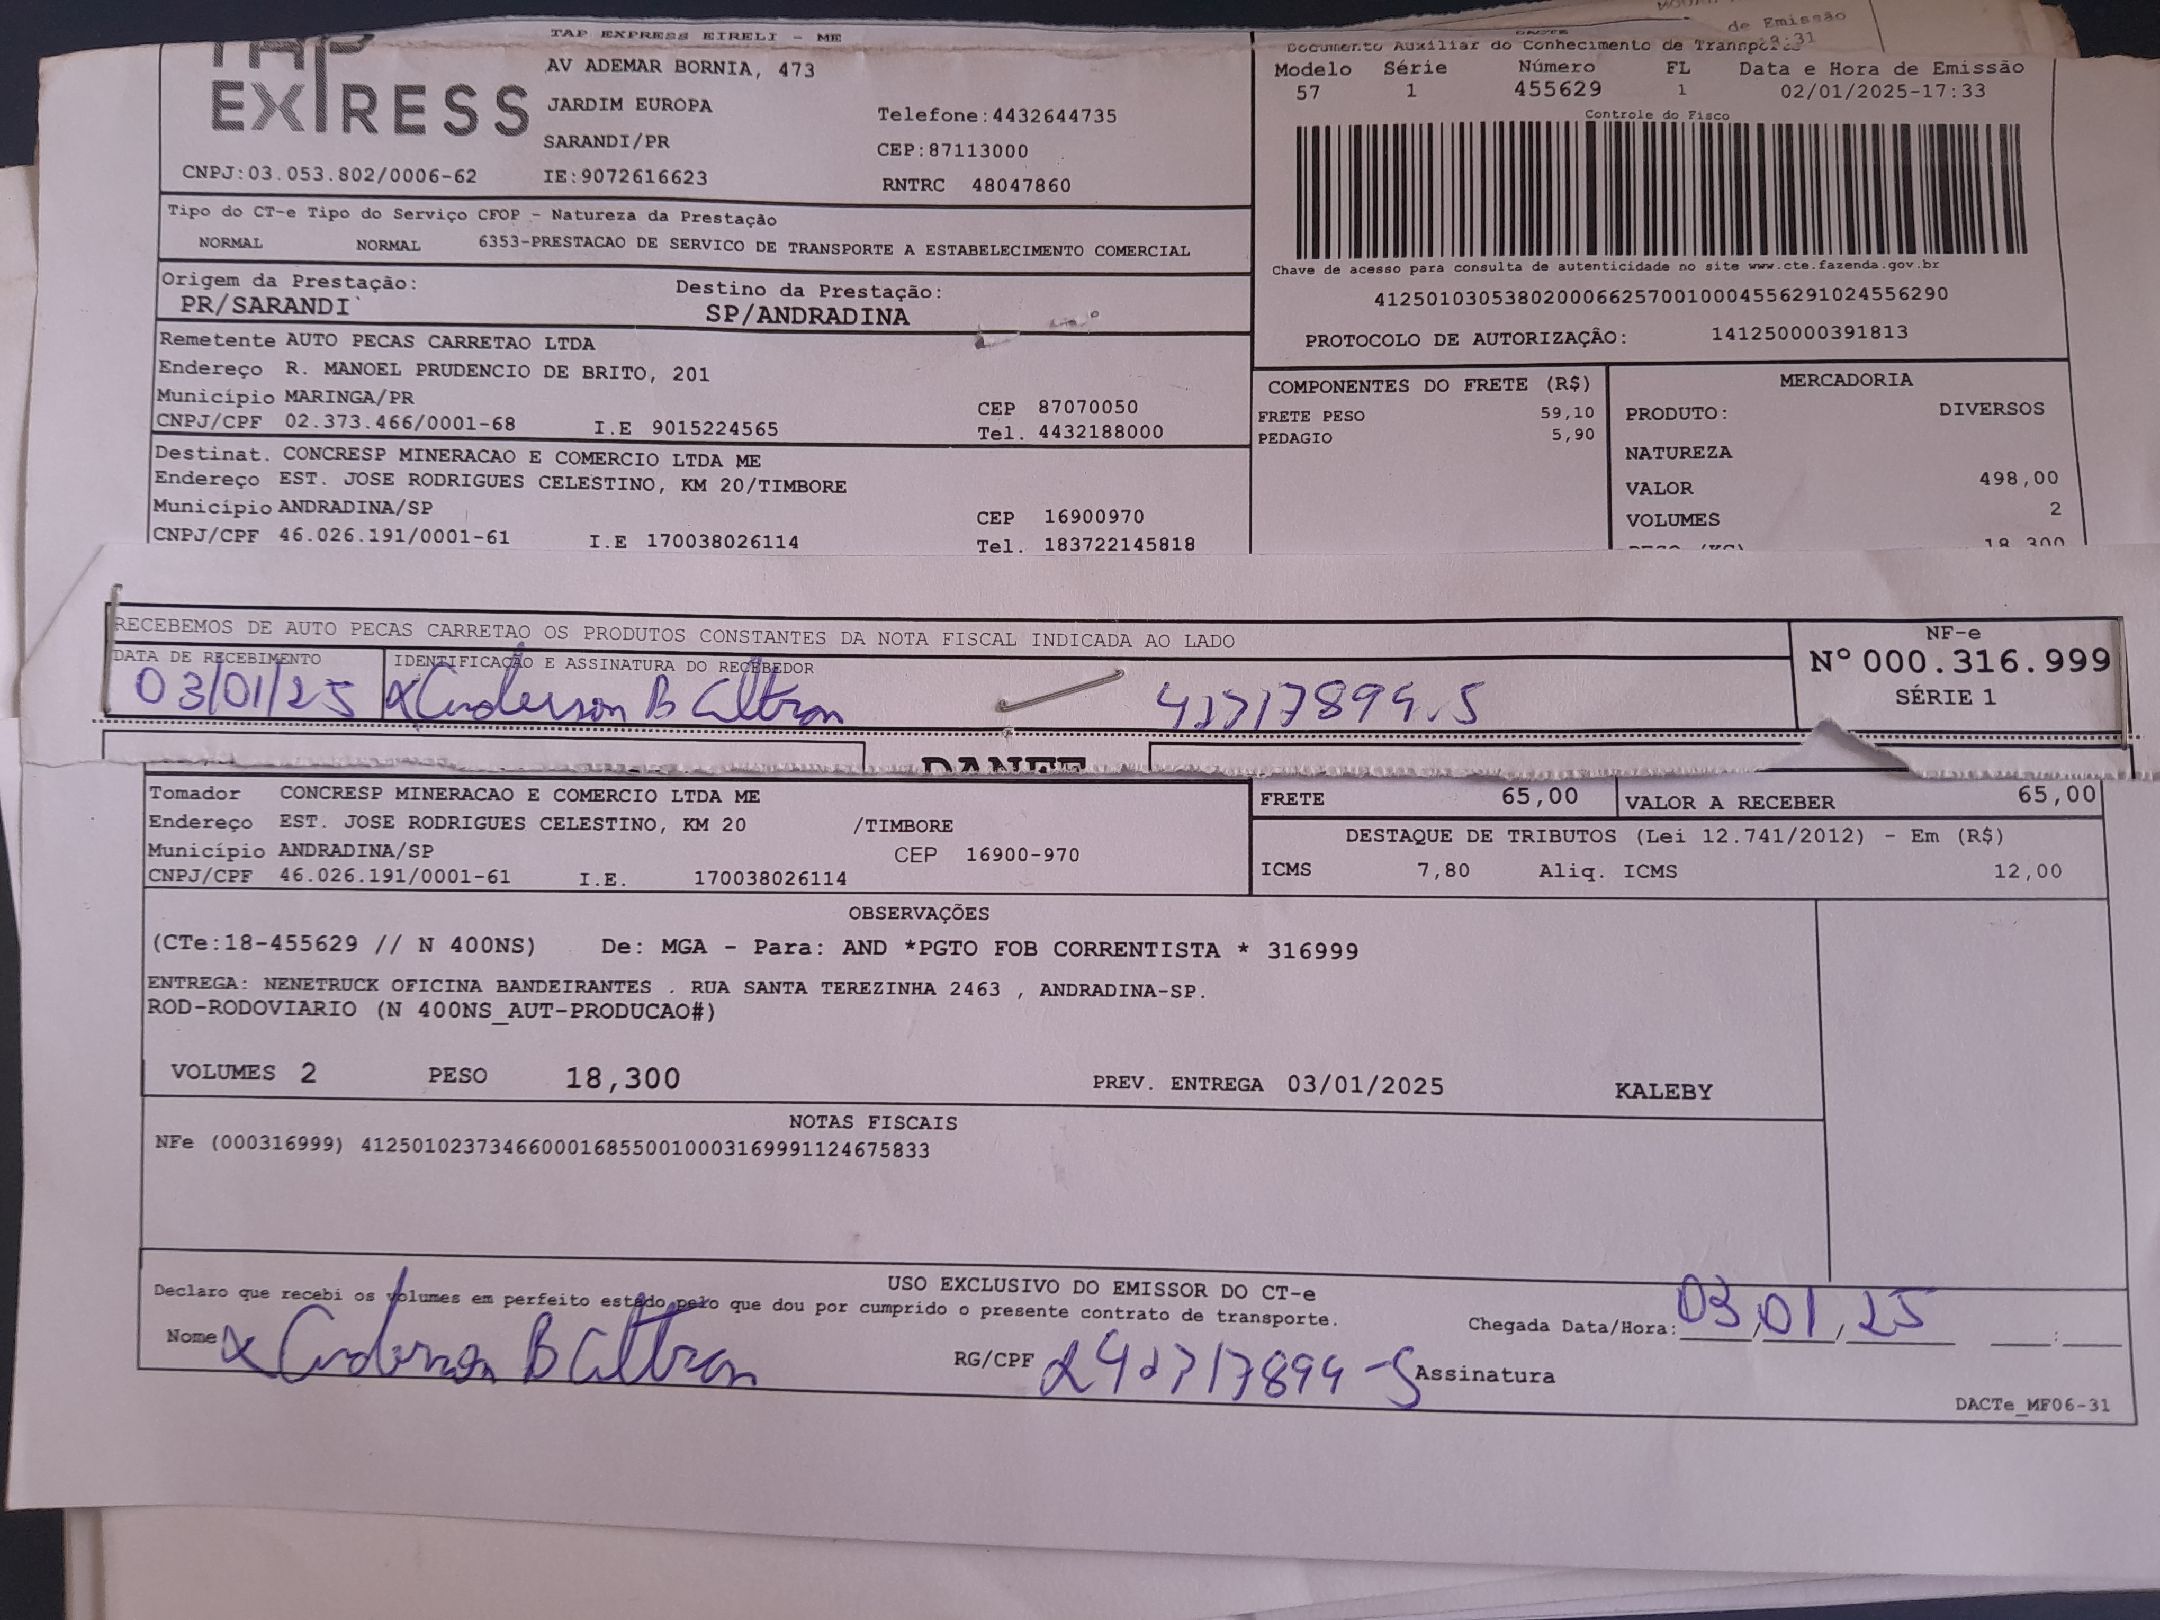 de Emissão
TAP EXPRESS EIRELI - ME
TAP
EXPRESS
AV ADEMAR BORNIA, 473
JARDIM EUROPA
SARANDI/PR
Telefone:4432644735
CEP:87113000
CNPJ:03.053.802/0006-62 IE:9072616623 RNTRC 48047860
Documento Auxiliar do Conhecimento de Transporte
Modelo Série Número FL Data e Hora de Emissão
57 1 455629 1 02/01/2025-17:33
Controle do Fisco
Chave de acesso para consulta de autenticidade no site www.cte.fazenda.gov.br
41250103053802000662570010004556291024556290
PROTOCOLO DE AUTORIZAÇÃO: 141250000391813
Tipo do CT-e Tipo do Serviço CFOP - Natureza da Prestação
NORMAL NORMAL 6353-PRESTACAO DE SERVICO DE TRANSPORTE A ESTABELECIMENTO COMERCIAL
Origem da Prestação: Destino da Prestação:
PR/SARANDI SP/ANDRADINA
Remetente AUTO PECAS CARRETAO LTDA
Endereço R. MANOEL PRUDENCIO DE BRITO, 201
Município MARINGA/PR CEP 87070050
CNPJ/CPF 02.373.466/0001-68 I.E 9015224565 Tel. 4432188000
Destinat. CONCRESP MINERACAO E COMERCIO LTDA ME
Endereço EST. JOSE RODRIGUES CELESTINO, KM 20/TIMBORE
Município ANDRADINA/SP CEP 16900970
CNPJ/CPF 46.026.191/0001-61 I.E 170038026114 Tel. 183722145818
COMPONENTES DO FRETE (R$)
FRETE PESO 59,10
PEDAGIO 5,90
MERCADORIA
PRODUTO: DIVERSOS
NATUREZA
VALOR 498,00
VOLUMES 2
PESO (KG) 18,300
RECEBEMOS DE AUTO PECAS CARRETAO OS PRODUTOS CONSTANTES DA NOTA FISCAL INDICADA AO LADO
DATA DE RECEBIMENTO IDENTIFICAÇÃO E ASSINATURA DO RECEBEDOR
03/01/25 Anderson B
NF-e
Nº 000.316.999
SÉRIE 1
DANFE
Tomador CONCRESP MINERACAO E COMERCIO LTDA ME
Endereço EST. JOSE RODRIGUES CELESTINO, KM 20 /TIMBORE
Município ANDRADINA/SP CEP 16900-970
CNPJ/CPF 46.026.191/0001-61 I.E. 170038026114
FRETE 65,00 VALOR A RECEBER 65,00
DESTAQUE DE TRIBUTOS (Lei 12.741/2012) - Em (R$)
ICMS 7,80 Aliq. ICMS 12,00
OBSERVAÇÕES
(CTe:18-455629 // N 400NS) De: MGA - Para: AND *PGTO FOB CORRENTISTA * 316999
ENTREGA: NENETRUCK OFICINA BANDEIRANTES . RUA SANTA TEREZINHA 2463 , ANDRADINA-SP.
ROD-RODOVIARIO (N 400NS_AUT-PRODUCAO#)
VOLUMES 2 PESO 18,300 PREV. ENTREGA 03/01/2025 KALEBY
NOTAS FISCAIS
NFe (000316999) 41250102373466000168550010003169991124675833
USO EXCLUSIVO DO EMISSOR DO CT-e
Declaro que recebi os volumes em perfeito estado pelo que dou por cumprido o presente contrato de transporte.
Chegada Data/Hora: 03/01/25 :
Nome Anderson B RG/CPF Assinatura
DACTe_MF06-31